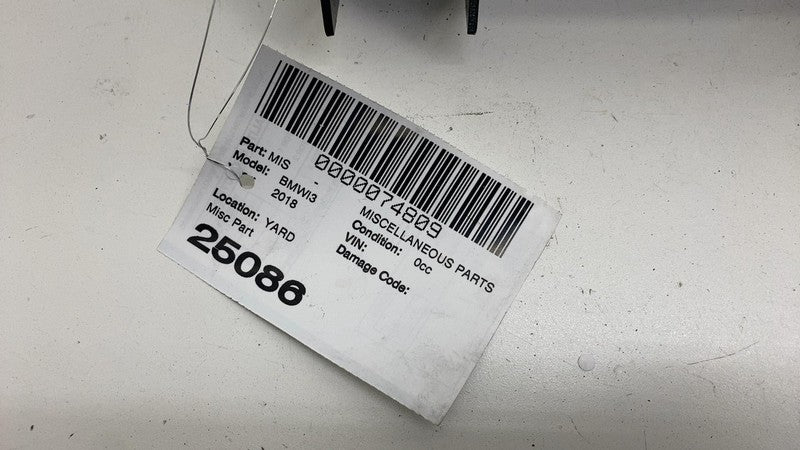 0000074809
Part: MIS - MISCELLANEOUS PARTS
Model: BMWI3 Condition: 0cc
2018 VIN:
Damage Code:
Location: YARD
Misc Part
25086